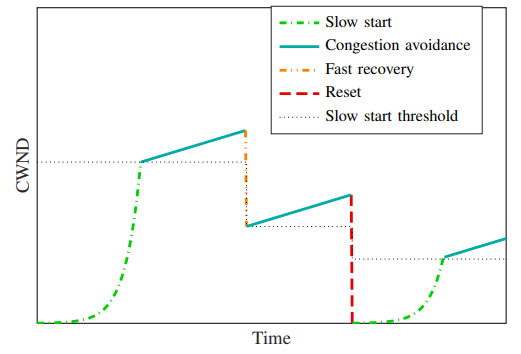 Slow start
Congestion avoidance
Fast recovery
Reset
Slow start threshold
CWND
Time